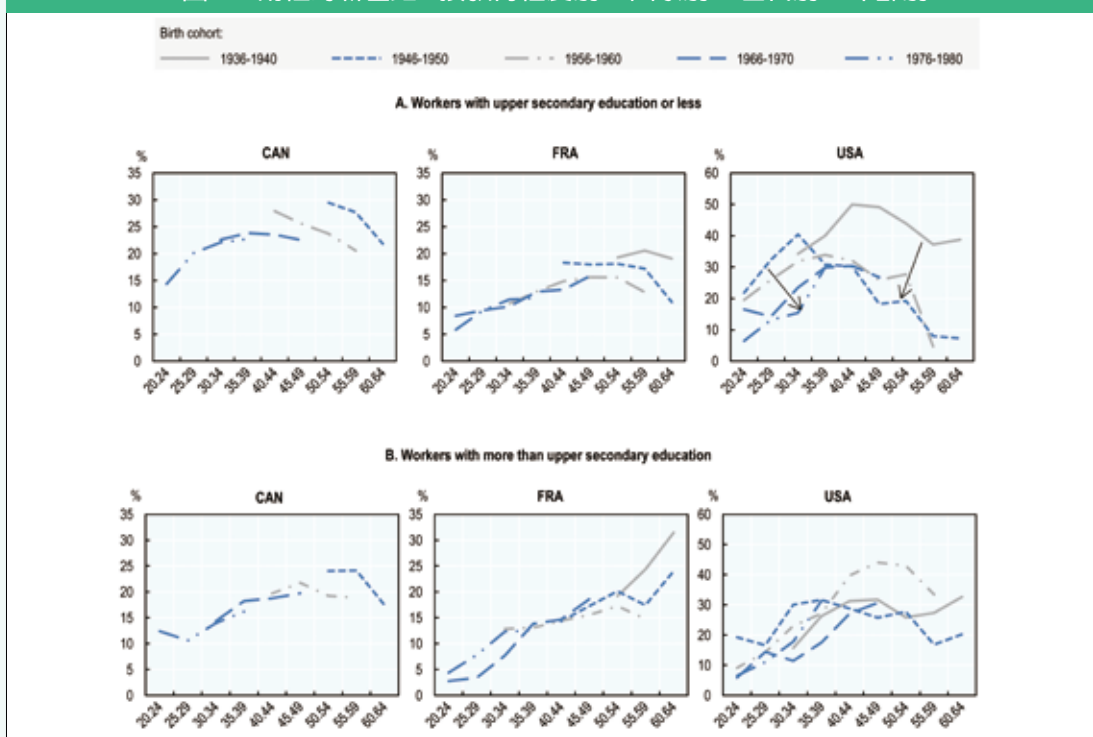 Birth cohort:
1936-1940 1946-1950 1956-1960 1966-1970 1976-1980
A. Workers with upper secondary education or less
% CAN % FRA % USA
35 35 60
30 30 50
25 25 40
20 20 30
15 15 20
10 10 10
5 5
0 0 0
20.24 25.29 30.34 35.39 40.44 45.49 50.54 55.59 60.64 20.24 25.29 30.34 35.39 40.44 45.49 50.54 55.59 60.64 20.24 25.29 30.34 35.39 40.44 45.49 50.54 55.59 60.64
B. Workers with more than upper secondary education
% CAN % FRA % USA
35 35 60
30 30 50
25 25 40
20 20 30
15 15 20
10 10 10
5 5
0 0 0
20.24 25.29 30.34 35.39 40.44 45.49 50.54 55.59 60.64 20.24 25.29 30.34 35.39 40.44 45.49 50.54 55.59 60.64 20.24 25.29 30.34 35.39 40.44 45.49 50.54 55.59 60.64